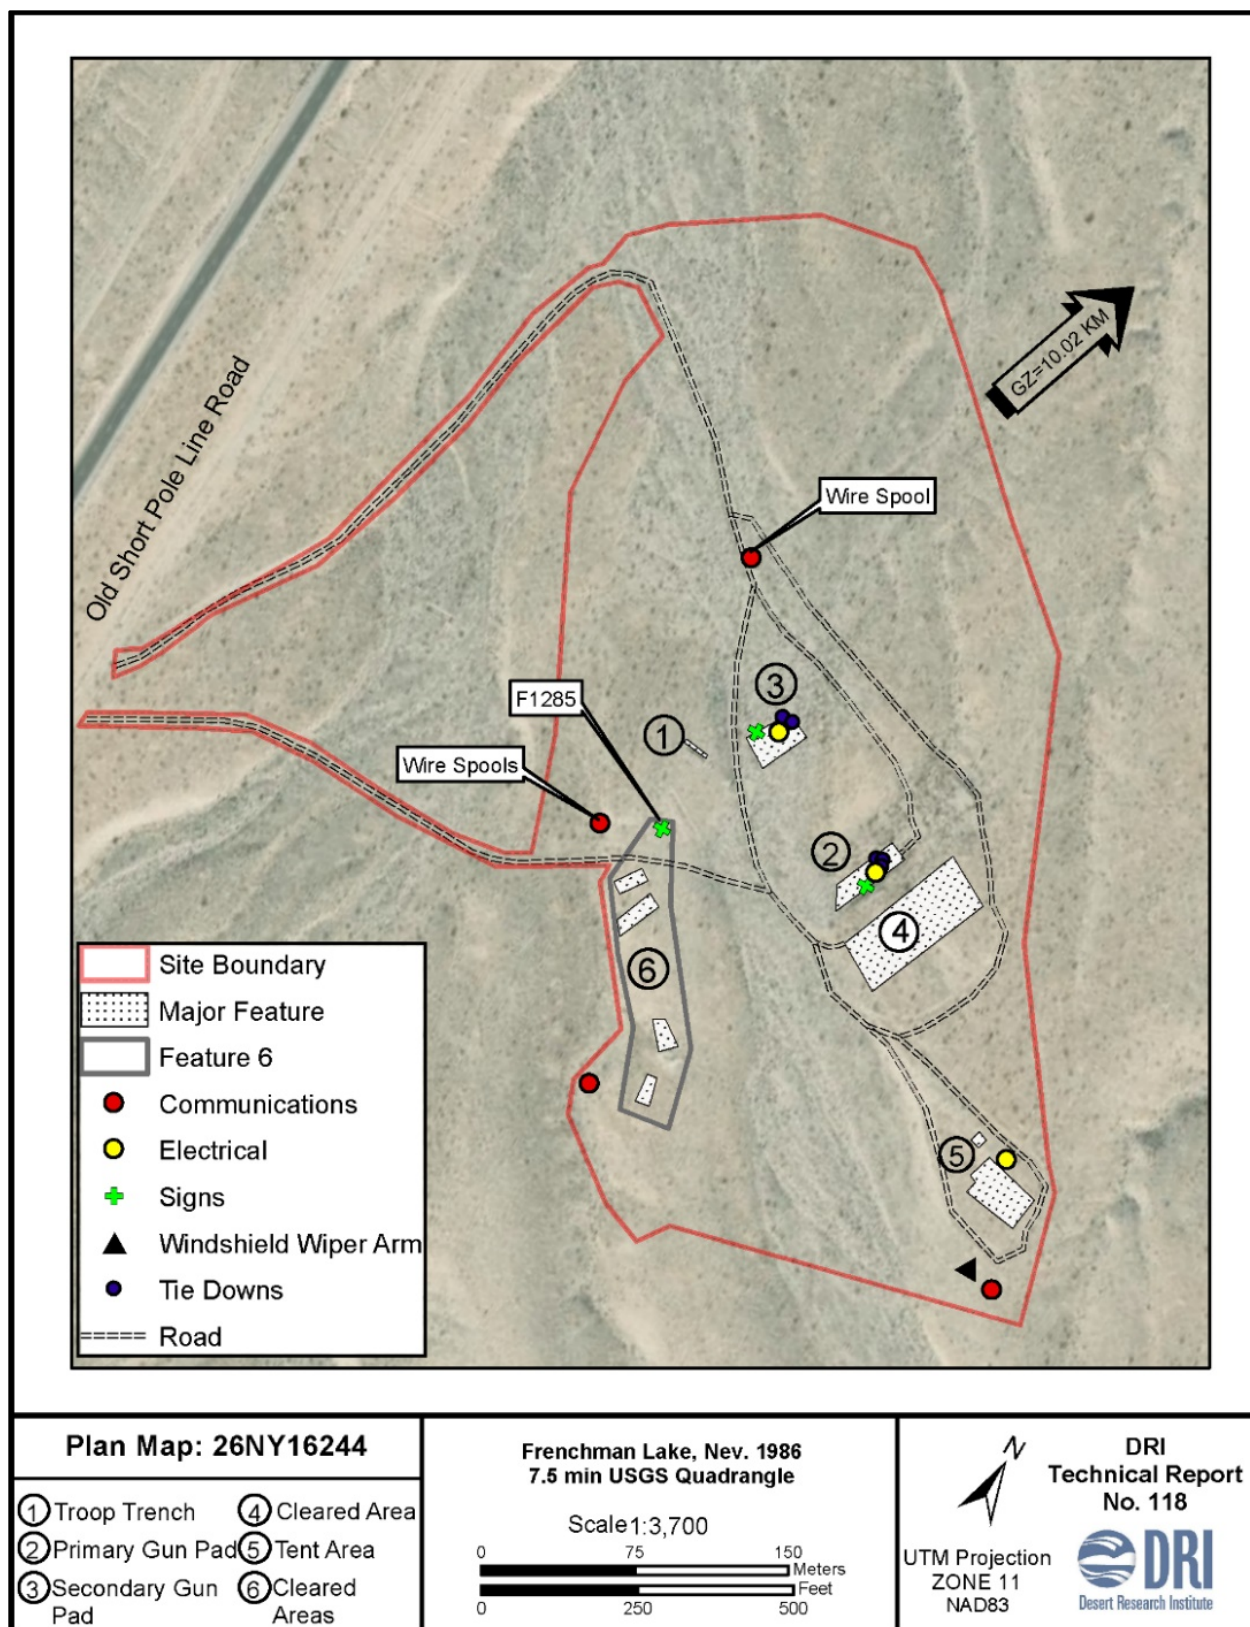 GZ=10.02 KM
Old Short Pole Line Road
Wire Spool
3
F1285
1
Wire Spools
2
4
6
5
Site Boundary
Major Feature
Feature 6
Communications
Electrical
Signs
Windshield Wiper Arm
Tie Downs
Road
Plan Map: 26NY16244
1 Troop Trench
2 Primary Gun Pad
3 Secondary Gun
Pad
4 Cleared Area
5 Tent Area
6 Cleared
Areas
Frenchman Lake, Nev. 1986
7.5 min USGS Quadrangle
Scale 1:3,700
0 75 150
Meters
Feet
0 250 500
N
UTM Projection
ZONE 11
NAD83
DRI
Technical Report
No. 118
DRI
Desert Research Institute